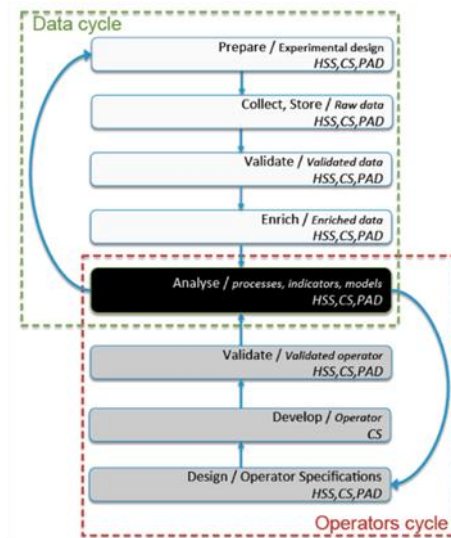 Data cycle
Prepare / Experimental design
HSS,CS,PAD
Collect, Store / Raw data
HSS,CS,PAD
Validate / Validated data
HSS,CS,PAD
Enrich / Enriched data
HSS,CS,PAD
Analyse / processes, indicators, models
HSS,CS,PAD
Validate / Validated operator
HSS,CS,PAD
Develop / Operator
CS
Design / Operator Specifications
HSS,CS,PAD
Operators cycle